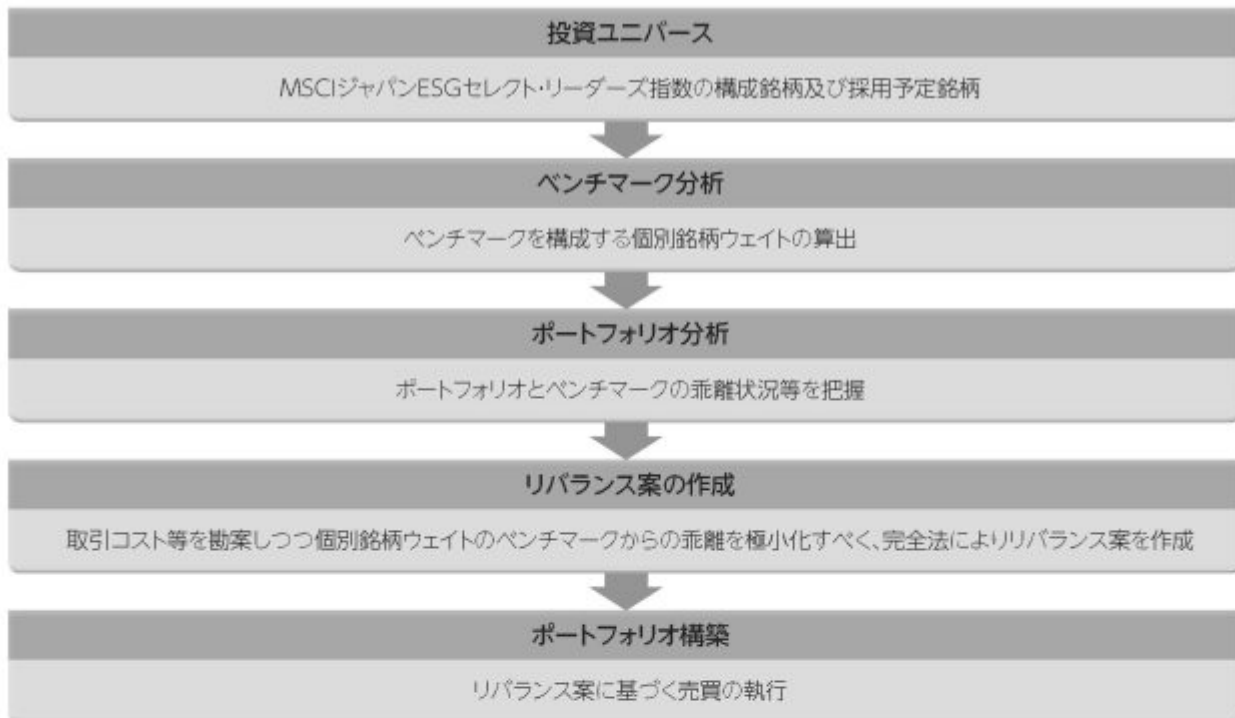 投資ユニバース
MSCIジャパンESGセレクト・リーダーズ指数の構成銘柄及び採用予定銘柄
ベンチマーク分析
ベンチマークを構成する個別銘柄ウェイトの算出
ポートフォリオ分析
ポートフォリオとベンチマークの乖離状況等を把握
リバランス案の作成
取引コスト等を勘案しつつ個別銘柄ウェイトのベンチマークからの乖離を極小化すべく、完全法によりリバランス案を作成
ポートフォリオ構築
リバランス案に基づく売買の執行